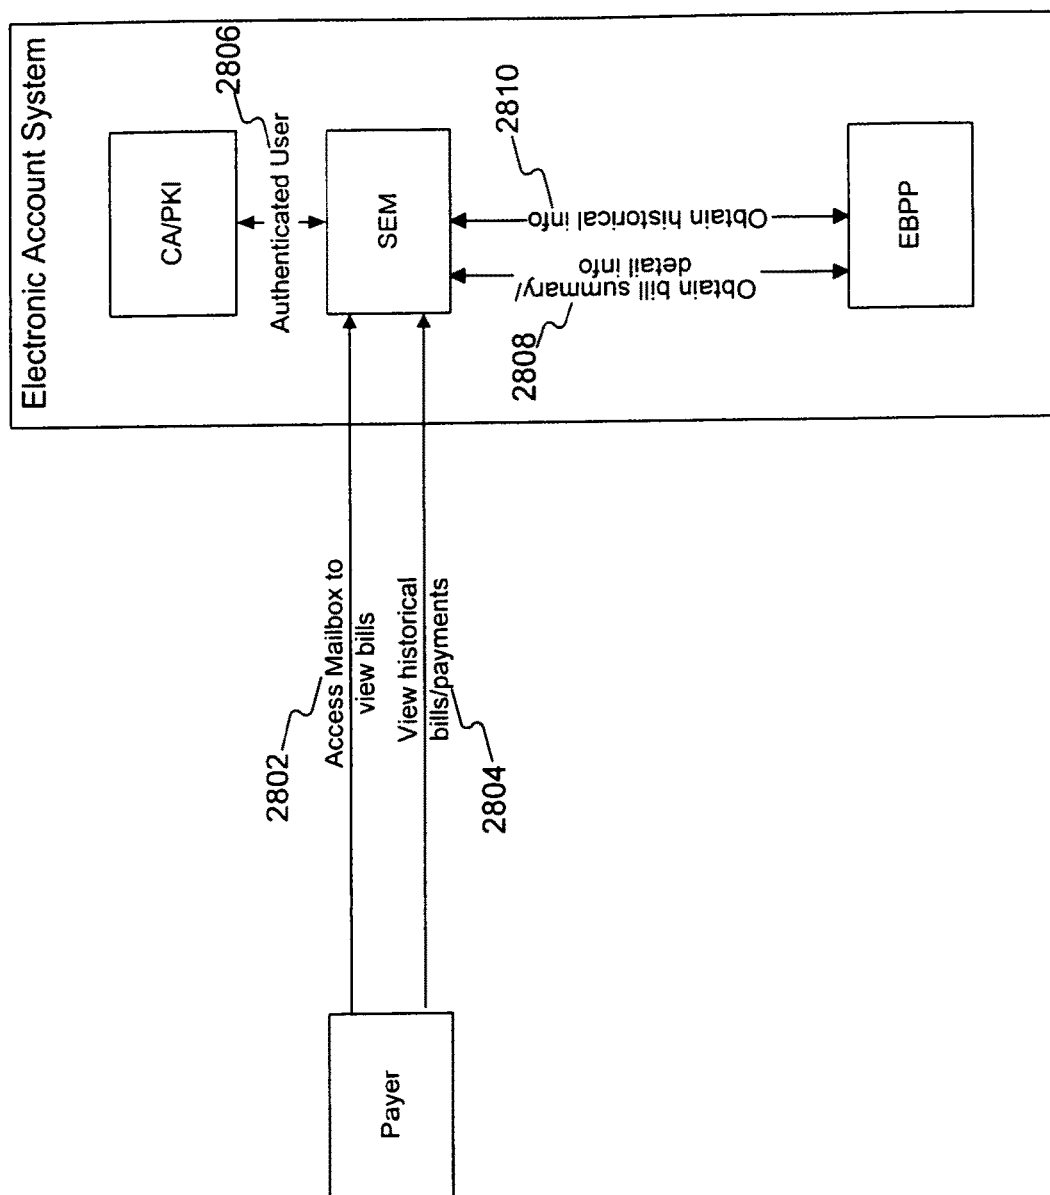 Electronic Account System
CA/PKI
2806
Authenticated User
SEM
2810
Obtain historical info
Obtain bill summary/
detail info
2808
EBPP
2802
Access Mailbox to
view bills
View historical
bills/payments
2804
Payer